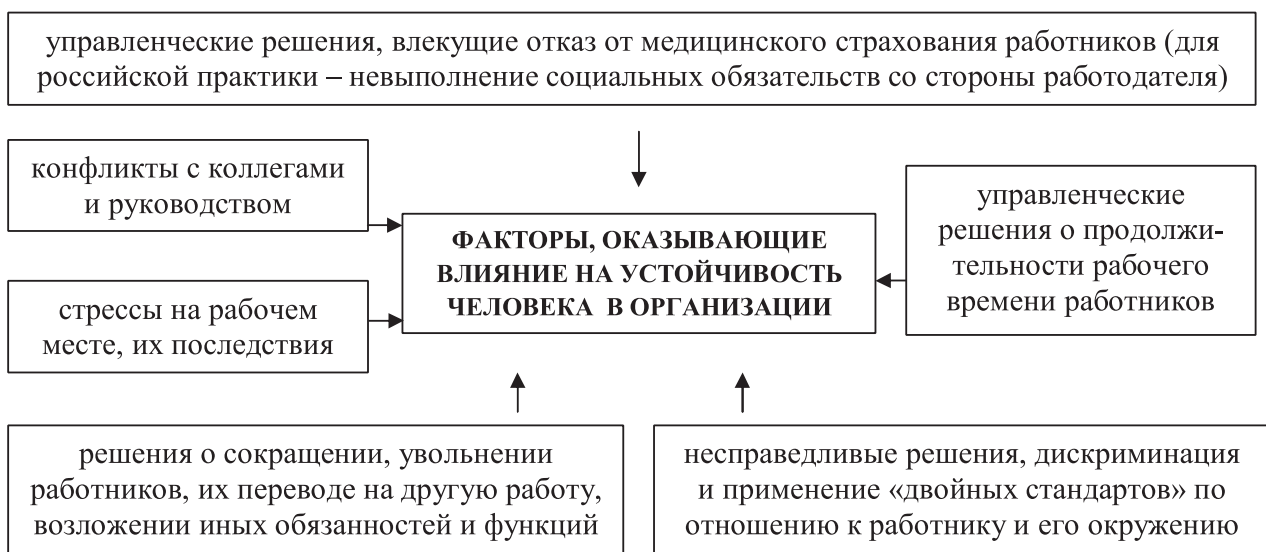 управленческие решения, влекущие отказ от медицинского страхования работников (для
российской практики – невыполнение социальных обязательств со стороны работодателя)
конфликты с коллегами
и руководством
стрессы на рабочем
месте, их последствия
ФАКТОРЫ, ОКАЗЫВАЮЩИЕ
ВЛИЯНИЕ НА УСТОЙЧИВОСТЬ
ЧЕЛОВЕКА В ОРГАНИЗАЦИИ
управленческие
решения о продолжи-
тельности рабочего
времени работников
решения о сокращении, увольнении
работников, их переводе на другую работу,
возложении иных обязанностей и функций
несправедливые решения, дискриминация
и применение «двойных стандартов» по
отношению к работнику и его окружению